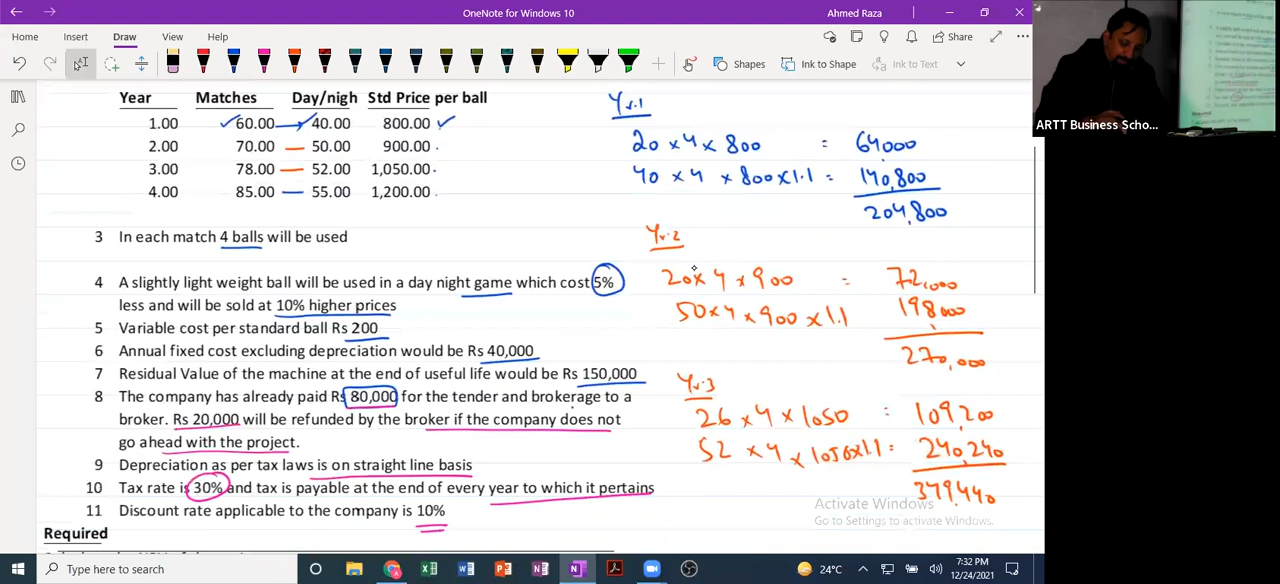 OneNote for Windows 10
Ahmed Raza
Home Insert Draw View Help
Share
Shapes Ink to Shape Ink to Text
ARTT Business Scho...
Year Matches Day/nigh Std Price per ball
1.00 60.00 40.00 800.00
2.00 70.00 50.00 900.00
3.00 78.00 52.00 1,050.00
4.00 85.00 55.00 1,200.00
3 In each match 4 balls will be used
4 A slightly light weight ball will be used in a day night game which cost 5%
less and will be sold at 10% higher prices
5 Variable cost per standard ball Rs 200
6 Annual fixed cost excluding depreciation would be Rs 40,000
7 Residual Value of the machine at the end of useful life would be Rs 150,000
8 The company has already paid Rs 80,000 for the tender and brokerage to a
broker. Rs 20,000 will be refunded by the broker if the company does not
go ahead with the project.
9 Depreciation as per tax laws is on straight line basis
10 Tax rate is 30% and tax is payable at the end of every year to which it pertains
11 Discount rate applicable to the company is 10%
Required
Yr.1
20 x 4 x 800 = 64,000
40 x 4 x 800 x 1.1 = 140,800
204,800
Yr.2
20 x 4 x 900 = 72,000
50 x 4 x 900 x 1.1 198,000
270,000
Yr.3
26 x 4 x 1050 = 109,200
52 x 4 x 1050 x 1.1 = 240,240
349,440
Activate Windows
Go to Settings to activate Windows.
Type here to search
24°C
7:32 PM
12/24/2021